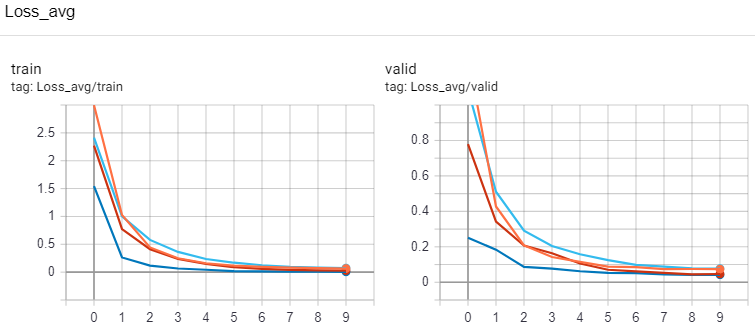 Loss_avg
train
tag: Loss_avg/train
2.5
2
1.5
1
0.5
0
0 1 2 3 4 5 6 7 8 9
valid
tag: Loss_avg/valid
0.8
0.6
0.4
0.2
0
0 1 2 3 4 5 6 7 8 9